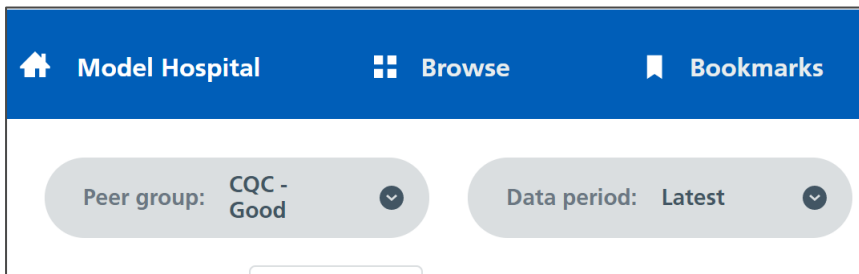 Model Hospital Browse Bookmarks
Peer group: CQC - Good Data period: Latest